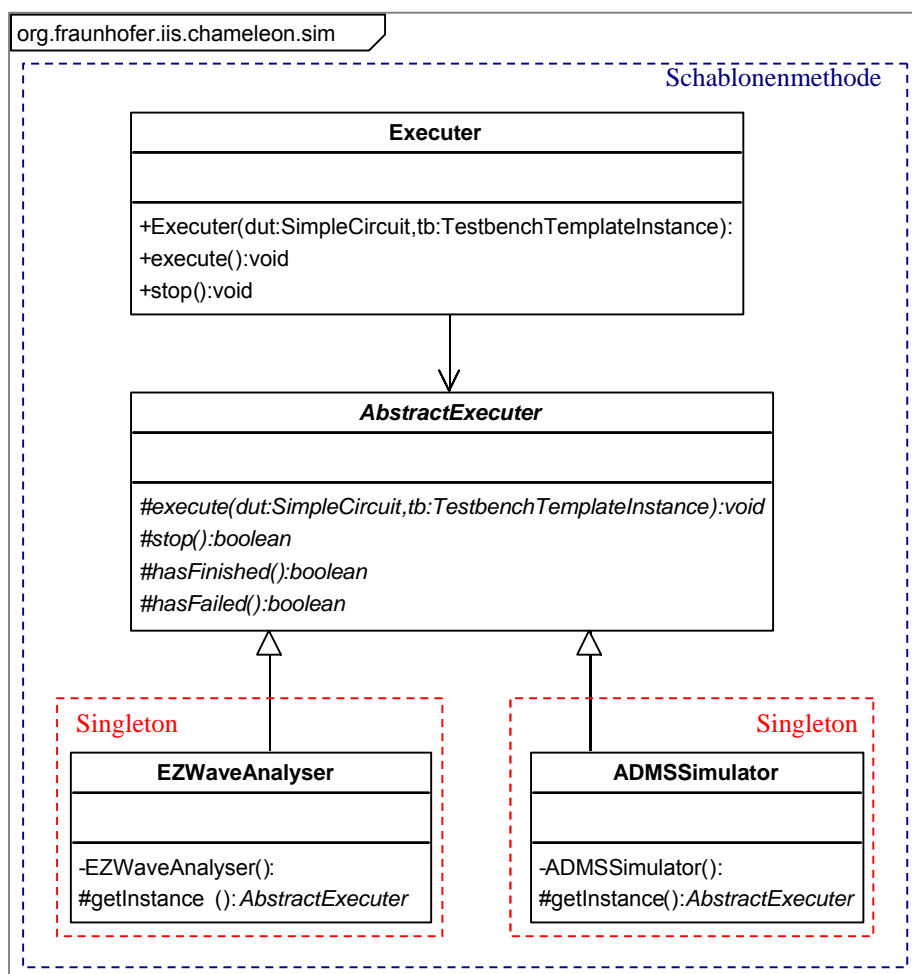 org.fraunhofer.iis.chameleon.sim
Schablonenmethode
Executer
+Executer(dut:SimpleCircuit,tb:TestbenchTemplateInstance):
+execute():void
+stop():void
AbstractExecuter
#execute(dut:SimpleCircuit,tb:TestbenchTemplateInstance):void
#stop():boolean
#hasFinished():boolean
#hasFailed():boolean
Singleton
EZWaveAnalyser
-EZWaveAnalyser():
#getInstance ():AbstractExecuter
Singleton
ADMSSimulator
-ADMSSimulator():
#getInstance():AbstractExecuter